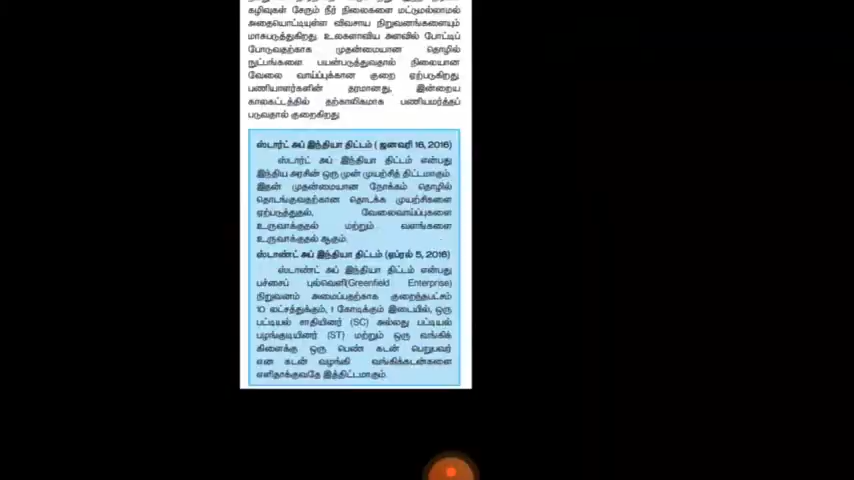 கழிவுகள் சேரும் நீர் நிலைகளை மட்டுமல்லாமல்
அதையொட்டியுள்ள விவசாய நிறுவனங்களையும்
மாசுபடுத்துகிறது. உலகளாவிய அளவில் போட்டிப்
போடுவதற்காக முதன்மையான தொழில்
நுட்பங்களை பயன்படுத்துவதால் நிலையான
வேலை வாய்ப்புக்கான குறை ஏற்படுகிறது.
பணியாளர்களின் தரமானது, இன்றைய
காலகட்டத்தில் தற்காலிகமாக பணியமர்த்தப்
படுவதால் குறைகிறது
ஸ்டார்ட் அப் இந்தியா திட்டம் ( ஜனவரி 16, 2016)
ஸ்டார்ட் அப் இந்தியா திட்டம் என்பது
இந்திய அரசின் ஒரு முன் முயற்சித் திட்டமாகும்.
இதன் முதன்மையான நோக்கம் தொழில்
தொடங்குவதற்கான தொடக்க முயற்சிகளை
ஏற்படுத்துதல், வேலைவாய்ப்புகளை
உருவாக்குதல் மற்றும் வளங்களை
உருவாக்குதல் ஆகும்.
ஸ்டாண்ட் அப் இந்தியா திட்டம் (ஏப்ரல் 5, 2016)
ஸ்டாண்ட் அப் இந்தியா திட்டம் என்பது
பச்சைப் புல்வெளி(Greenfield Enterprise)
நிறுவனம் அமைப்பதற்காக குறைந்தபட்சம்
10 லட்சத்துக்கும், 1 கோடிக்கும் இடையில், ஒரு
பட்டியல் சாதியினர் (SC) அல்லது பட்டியல்
பழங்குடியினர் (ST) மற்றும் ஒரு வங்கிக்
கிளைக்கு ஒரு பெண் கடன் பெறுபவர்
என கடன் வழங்கி வங்கிக்கடன்களை
எளிதாக்குவதே இத்திட்டமாகும்.